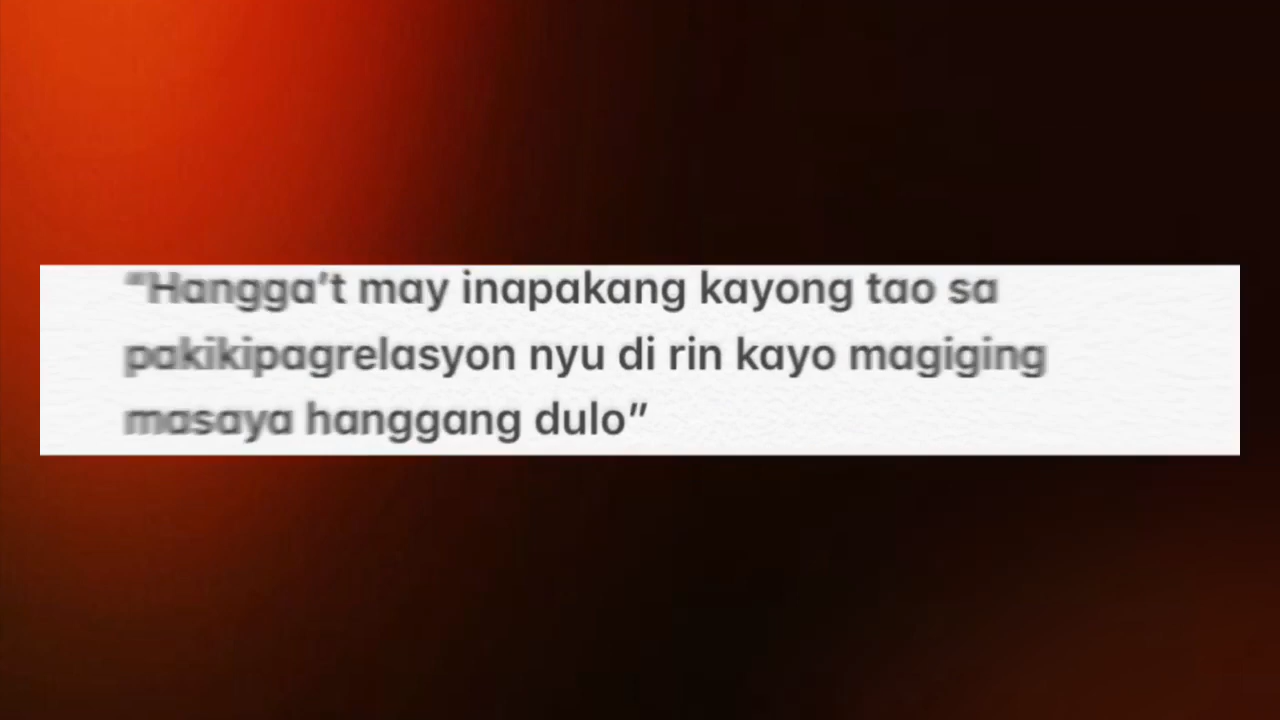 “Hangga’t may inapakang kayong tao sa
pakikipagrelasyon nyu di rin kayo magiging
masaya hanggang dulo”